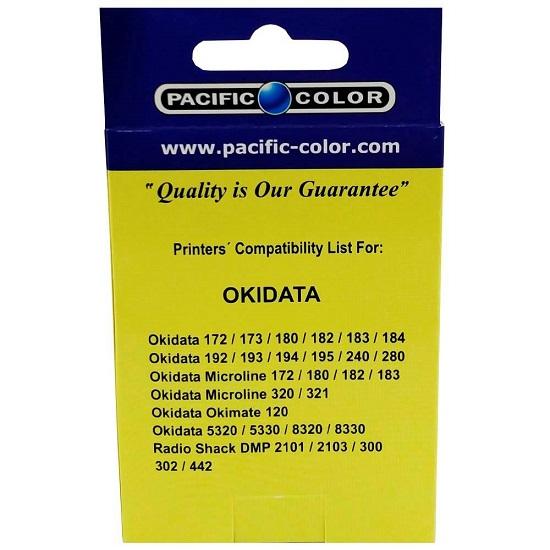 PACIFIC COLOR
www.pacific-color.com
"Quality is Our Guarantee"
Printers´ Compatibility List For:
OKIDATA
Okidata 172 / 173 / 180 / 182 / 183 / 184
Okidata 192 / 193 / 194 / 195 / 240 / 280
Okidata Microline 172 / 180 / 182 / 183
Okidata Microline 320 / 321
Okidata Okimate 120
Okidata 5320 / 5330 / 8320 / 8330
Radio Shack DMP 2101 / 2103 / 300
302 / 442